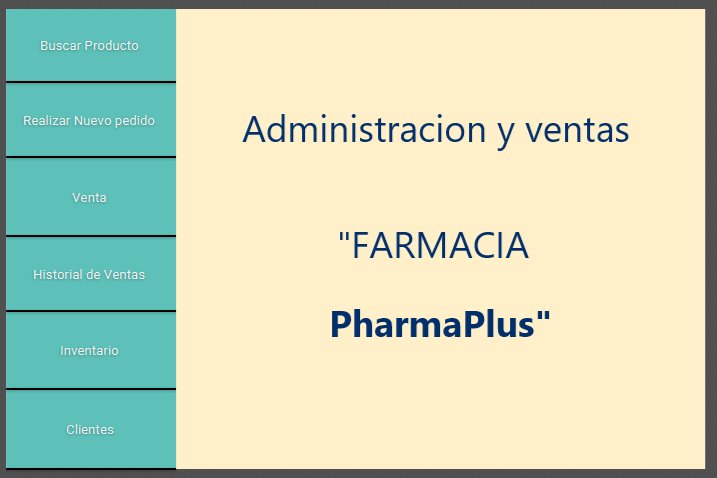 Buscar Producto
Realizar Nuevo pedido
Venta
Historial de Ventas
Inventario
Clientes
Administracion y ventas
"FARMACIA
PharmaPlus"